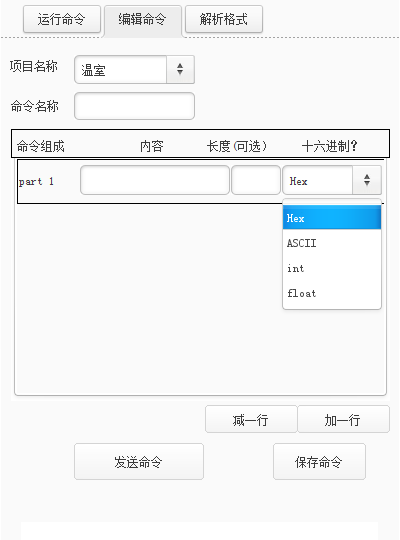 运行命令 编辑命令 解析格式
项目名称 温室
命令名称
命令组成 内容 长度(可选) 十六进制?
part 1 Hex
Hex
ASCII
int
float
减一行 加一行
发送命令 保存命令